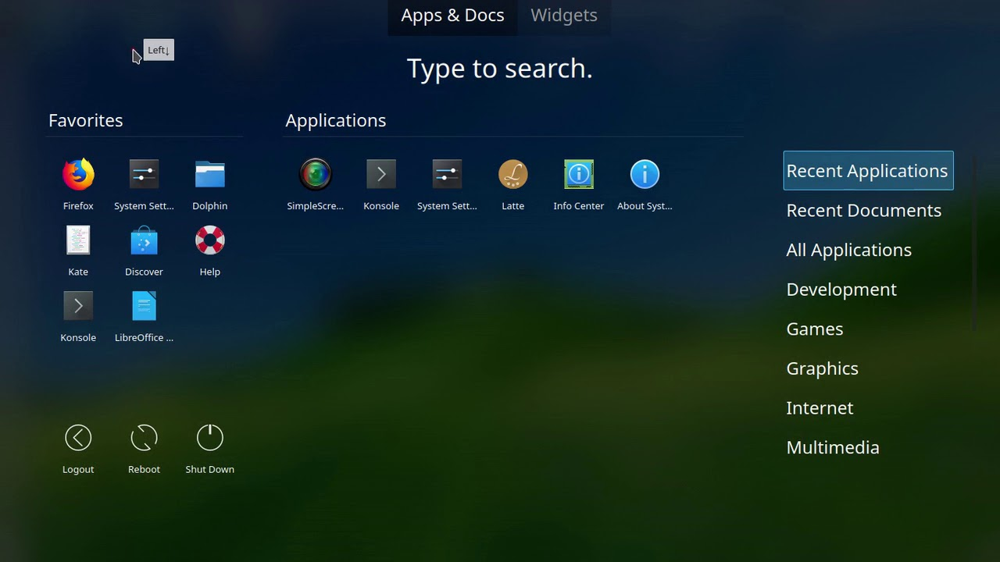 Apps & Docs Widgets
Left↓
Type to search.
Favorites
Applications
Firefox System Sett... Dolphin
SimpleScre... Konsole System Sett... Latte Info Center About Syst...
Kate Discover Help
Konsole LibreOffice ...
Logout Reboot Shut Down
Recent Applications
Recent Documents
All Applications
Development
Games
Graphics
Internet
Multimedia